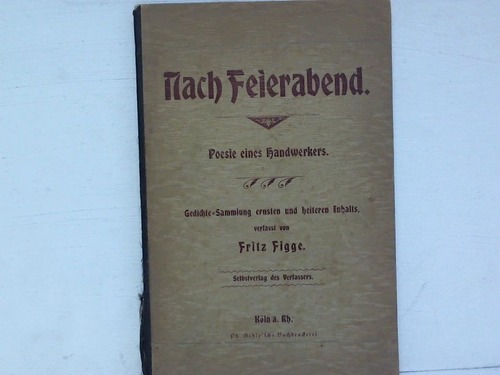 Nach Feierabend.
Poesie eines Handwerkers.
Gedichte-Sammlung ernsten und heiteren Inhalts,
verfasst von
Fritz Figge.
Selbstverlag des Verfassers.
Köln a. Rh.
Buchdruckerei